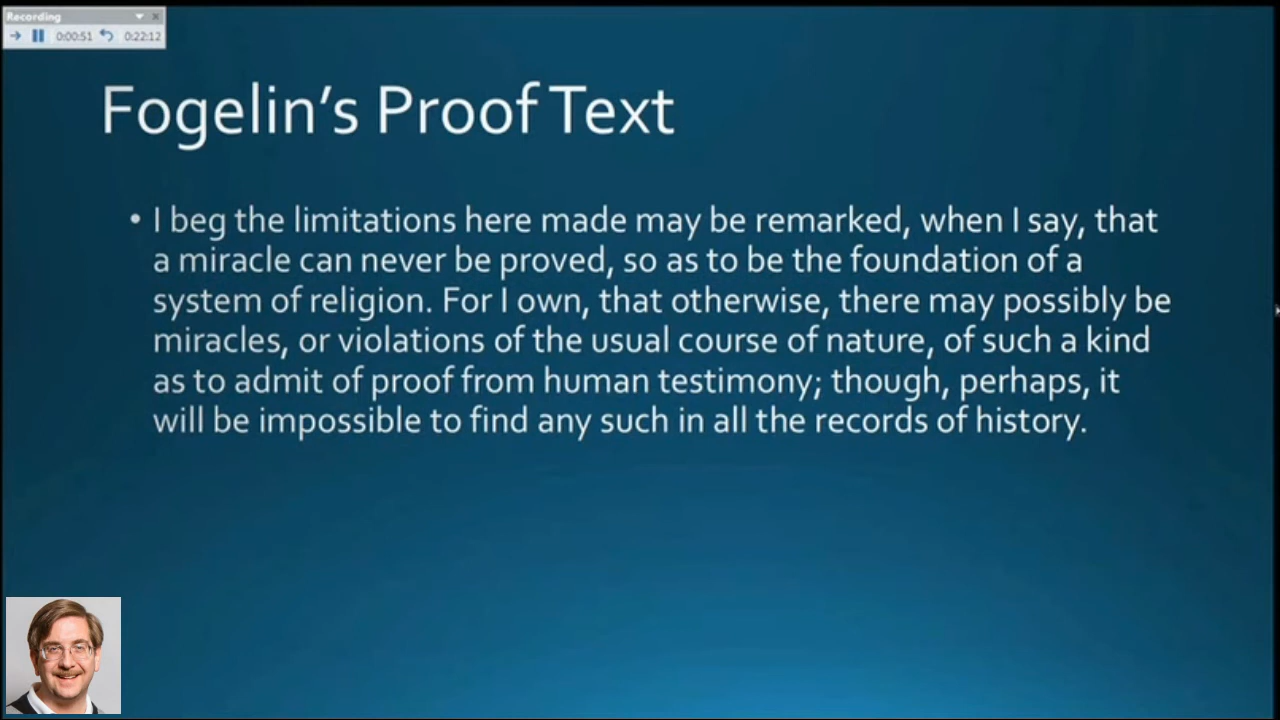 Recording
0:00:51 0:22:12
Fogelin’s Proof Text
• I beg the limitations here made may be remarked, when I say, that
a miracle can never be proved, so as to be the foundation of a
system of religion. For I own, that otherwise, there may possibly be
miracles, or violations of the usual course of nature, of such a kind
as to admit of proof from human testimony; though, perhaps, it
will be impossible to find any such in all the records of history.